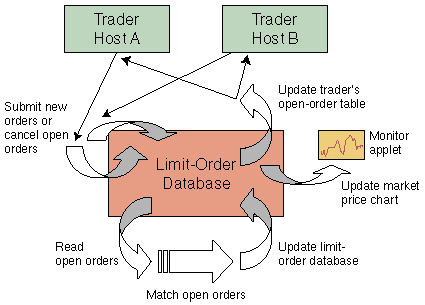 Trader
Host A
Trader
Host B
Submit new
orders or
cancel open
orders
Update trader's
open-order table
Monitor
applet
Limit-Order
Database
Update market
price chart
Read
open orders
Update limit-
order database
Match open orders